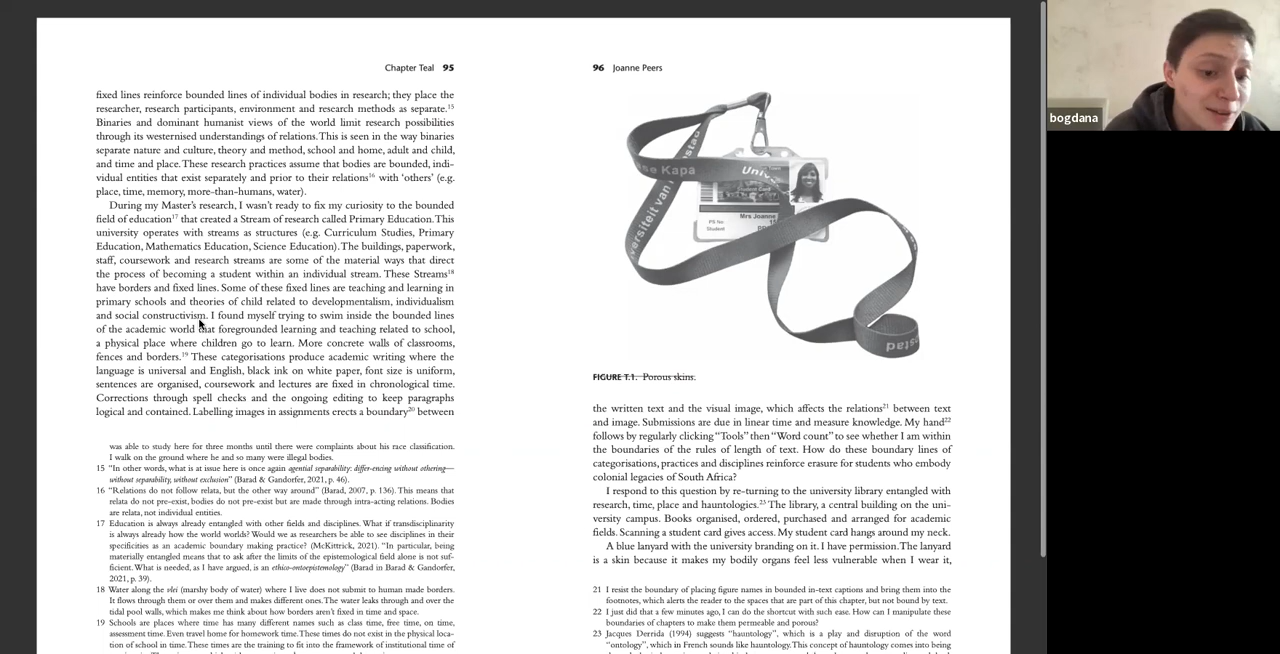 Chapter Teal 95
fixed lines reinforce bounded lines of individual bodies in research; they place the
researcher, research participants, environment and research methods as separate.15
Binaries and dominant humanist views of the world limit research possibilities
through its westernised understandings of relations. This is seen in the way binaries
separate nature and culture, theory and method, school and home, adult and child,
and time and place. These research practices assume that bodies are bounded, indi-
vidual entities that exist separately and prior to their relations16 with ‘others’ (e.g.
place, time, memory, more-than-humans, water).
During my Master’s research, I wasn’t ready to fix my curiosity to the bounded
field of education17 that created a Stream of research called Primary Education. This
university operates with streams as structures (e.g. Curriculum Studies, Primary
Education, Mathematics Education, Science Education). The buildings, paperwork,
staff, coursework and research streams are some of the material ways that direct
the process of becoming a student within an individual stream. These Streams18
have borders and fixed lines. Some of these fixed lines are teaching and learning in
primary schools and theories of child related to developmentalism, individualism
and social constructivism. I found myself trying to swim inside the bounded lines
of the academic world that foregrounded learning and teaching related to school,
a physical place where children go to learn. More concrete walls of classrooms,
fences and borders.19 These categorisations produce academic writing where the
language is universal and English, black ink on white paper, font size is uniform,
sentences are organised, coursework and lectures are fixed in chronological time.
Corrections through spell checks and the ongoing editing to keep paragraphs
logical and contained. Labelling images in assignments erects a boundary20 between
was able to study here for three months until there were complaints about his race classification.
I walk on the ground where he and so many were illegal bodies.
15 “In other words, what is at issue here is once again agential separability: differ-encing without othering—
without separability, without exclusion” (Barad & Gandorfer, 2021, p. 46).
16 “Relations do not follow relata, but the other way around” (Barad, 2007, p. 136). This means that
relata do not pre-exist, bodies do not pre-exist but are made through intra-acting relations. Bodies
are relata, not individual entities.
17 Education is always already entangled with other fields and disciplines. What if transdisciplinarity
is always already how the world worlds? Would we as researchers be able to see disciplines in their
specificities as an academic boundary making practice? (McKittrick, 2021). “In particular, being
materially entangled means that to ask after the limits of the epistemological field alone is not suf-
ficient. What is needed, as I have argued, is an ethico-ontoepistemology” (Barad in Barad & Gandorfer,
2021, p. 39).
18 Water along the vlei (marshy body of water) where I live does not submit to human made borders.
It flows through them or over them and makes different ones. The water leaks through and over the
tidal pool walls, which makes me think about how borders aren’t fixed in time and space.
19 Schools are places where time has many different names such as class time, free time, on time,
assessment time. Even travel home for homework time. These times do not exist in the physical loca-
tion of school in time. These times are the training to fit into the framework of institutional time of
96 Joanne Peers
se Kapa
Univ
versiteit van
stad
Student Card
Mrs Joanne
PS No
15
Student
stad
FIGURE T.1. Porous skins.
the written text and the visual image, which affects the relations21 between text
and image. Submissions are due in linear time and measure knowledge. My hand22
follows by regularly clicking “Tools” then “Word count” to see whether I am within
the boundaries of the rules of length of text. How do these boundary lines of
categorisations, practices and disciplines reinforce erasure for students who embody
colonial legacies of South Africa?
I respond to this question by re-turning to the university library entangled with
research, time, place and hauntologies.23 The library, a central building on the uni-
versity campus. Books organised, ordered, purchased and arranged for academic
fields. Scanning a student card gives access. My student card hangs around my neck.
A blue lanyard with the university branding on it. I have permission. The lanyard
is a skin because it makes my bodily organs feel less vulnerable when I wear it,
21 I resist the boundary of placing figure names in bounded in-text captions and bring them into the
footnotes, which alerts the reader to the spaces that are part of this chapter, but not bound by text.
22 I just did that a few minutes ago, I can do the shortcut with such ease. How can I manipulate these
boundaries of chapters to make them permeable and porous?
23 Jacques Derrida (1994) suggests “hauntology”, which is a play and disruption of the word
“ontology”, which in French sounds like hauntology. This concept of hauntology comes into being
bogdana